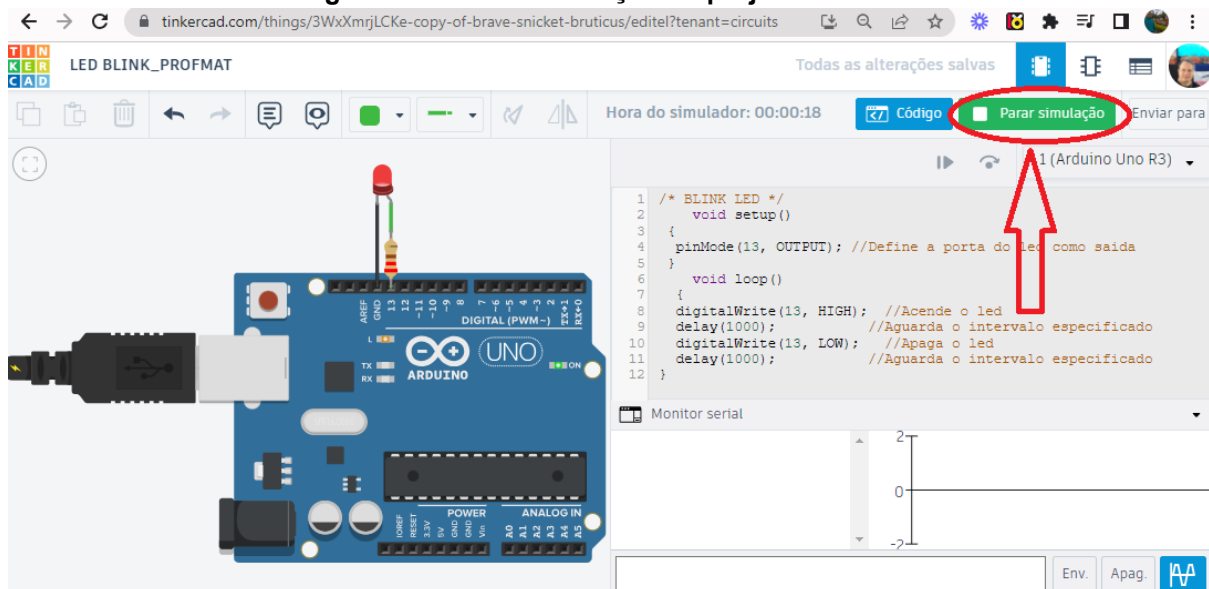 tinkercad.com/things/3WxXmrjLCKe-copy-of-brave-snicket-bruticus/editel?tenant=circuits
TIN
KER
CAD
LED BLINK_PROFMAT
Todas as alterações salvas
Hora do simulador: 00:00:18
Código
Parar simulação
Enviar para
1 (Arduino Uno R3)
1 /* BLINK LED */
2 void setup()
3 {
4 pinMode(13, OUTPUT); //Define a porta do led como saida
5 }
6 void loop()
7 {
8 digitalWrite(13, HIGH); //Acende o led
9 delay(1000); //Aguarda o intervalo especificado
10 digitalWrite(13, LOW); //Apaga o led
11 delay(1000); //Aguarda o intervalo especificado
12 }
AREF
GND
13
12
~11
~10
~9
8
7
~6
~5
4
~3
2
TX→1
RX←0
DIGITAL (PWM~)
L
TX
RX
ARDUINO
UNO
ON
POWER
ANALOG IN
IOREF
RESET
3.3V
5V
GND
GND
Vin
A0
A1
A2
A3
A4
A5
Monitor serial
2
0
-2
Env.
Apag.